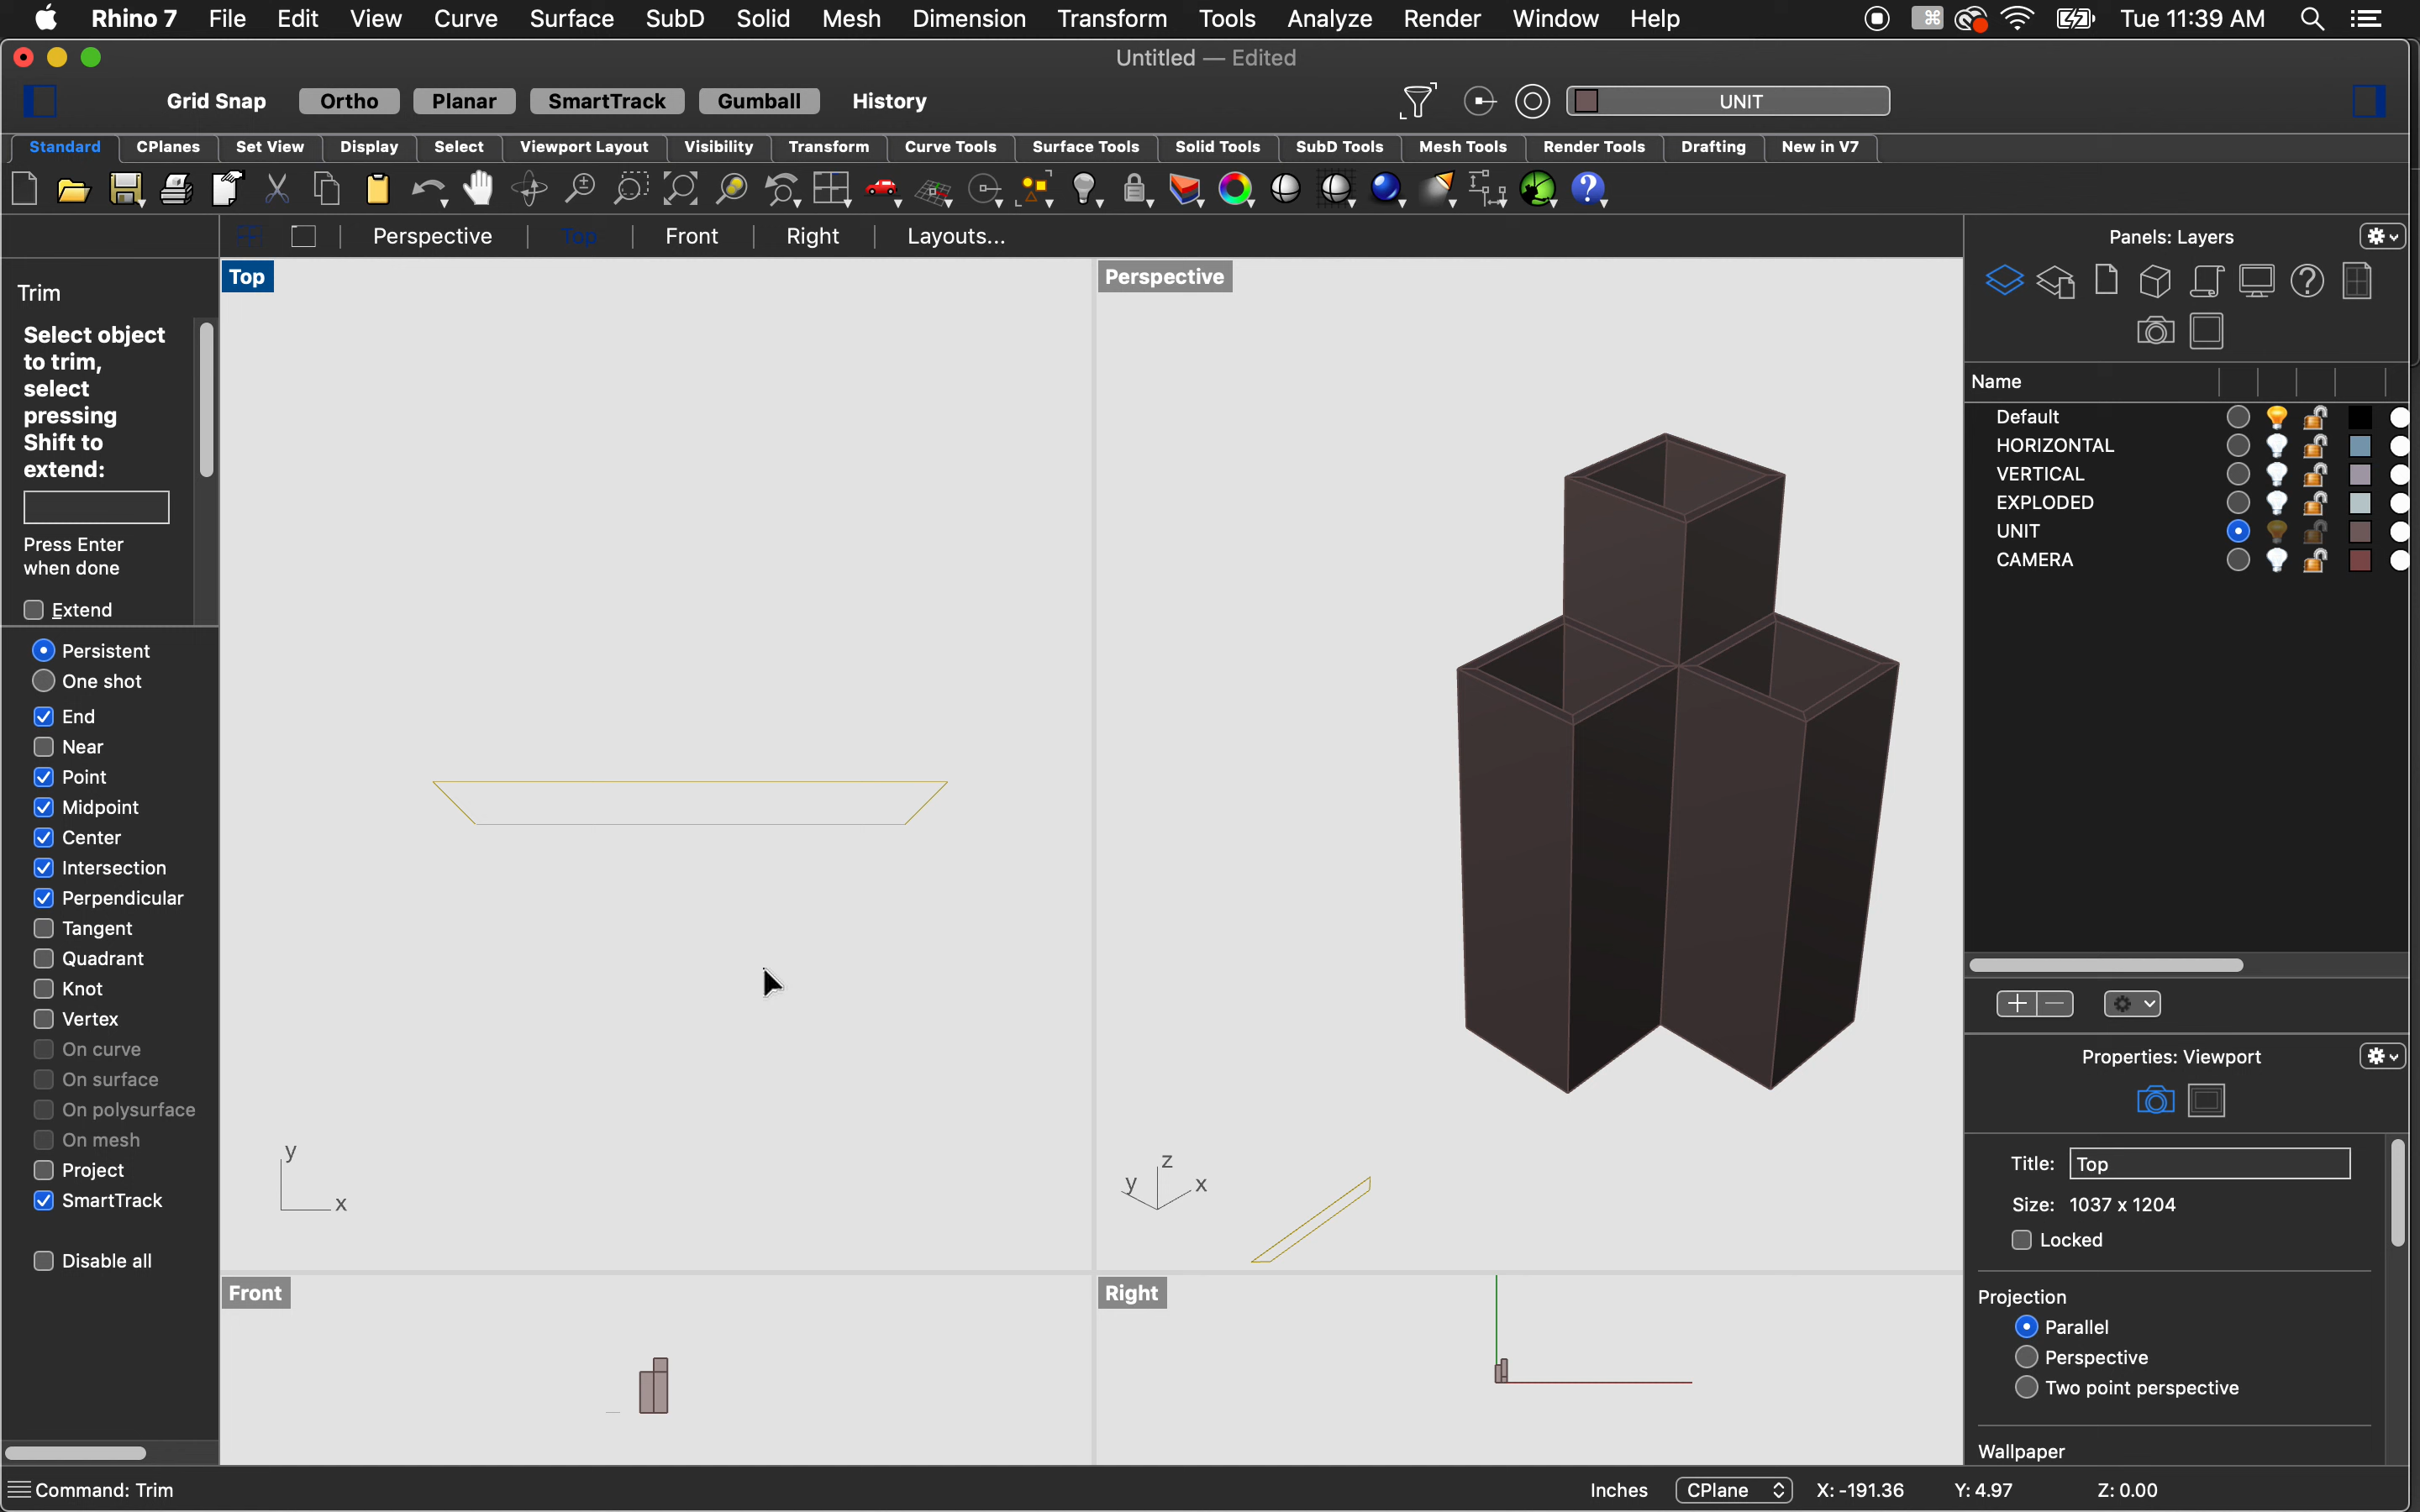 Rhino 7 File Edit View Curve Surface SubD Solid Mesh Dimension Transform Tools Analyze Render Window Help Tue 11:39 AM
Untitled — Edited
Grid Snap Ortho Planar SmartTrack Gumball History UNIT
Standard CPlanes Set View Display Select Viewport Layout Visibility Transform Curve Tools Surface Tools Solid Tools SubD Tools Mesh Tools Render Tools Drafting New in V7
Perspective Top Front Right Layouts...
Trim
Select object
to trim,
select
pressing
Shift to
extend:
Press Enter
when done
Extend
Persistent
One shot
End
Near
Point
Midpoint
Center
Intersection
Perpendicular
Tangent
Quadrant
Knot
Vertex
On curve
On surface
On polysurface
On mesh
Project
SmartTrack
Disable all
Top
y
x
Perspective
z
y
x
Front
Right
Panels: Layers
Name
Default
HORIZONTAL
VERTICAL
EXPLODED
UNIT
CAMERA
Properties: Viewport
Title: Top
Size: 1037 x 1204
Locked
Projection
Parallel
Perspective
Two point perspective
Wallpaper
Command: Trim
Inches CPlane X: -191.36 Y: 4.97 Z: 0.00